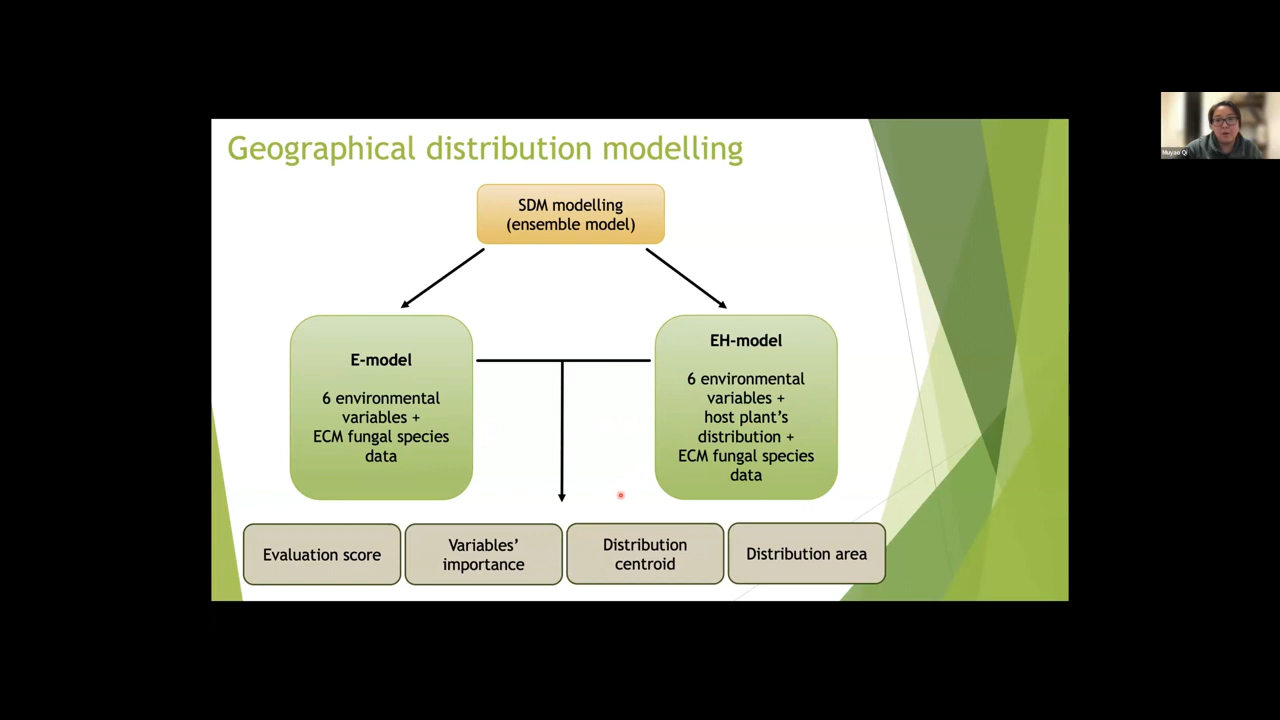 Geographical distribution modelling
SDM modelling
(ensemble model)
E-model
6 environmental
variables +
ECM fungal species
data
EH-model
6 environmental
variables +
host plant's
distribution +
ECM fungal species
data
Evaluation score
Variables'
importance
Distribution
centroid
Distribution area
Muyao Qi